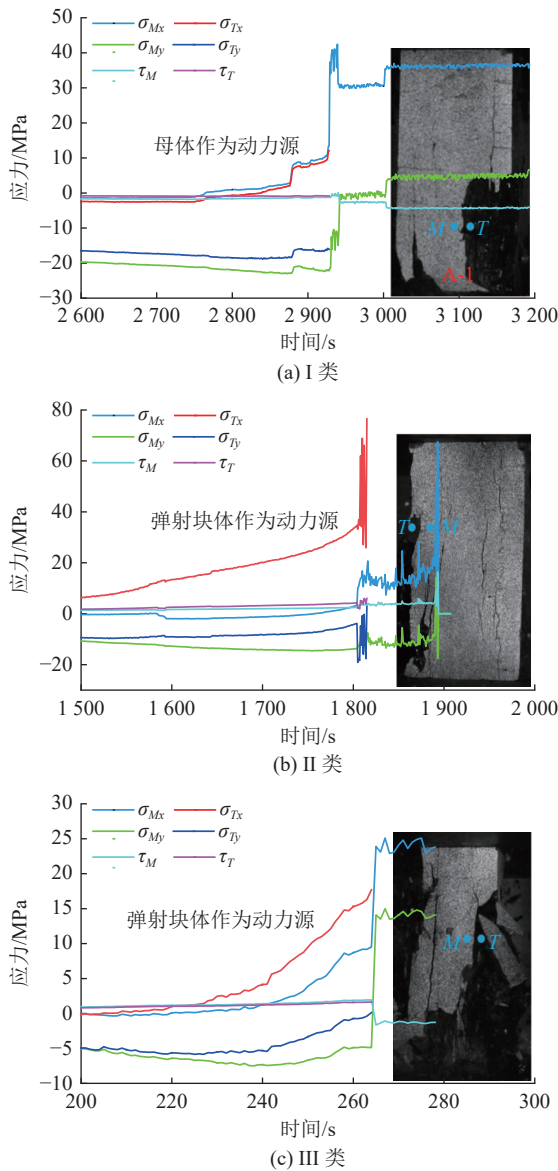 σMx σTx
σMy σTy
τM τT
母体作为动力源
应力/MPa
50
40
30
20
10
0
−10
−20
−30
M T
A-1
2 600 2 700 2 800 2 900 3 000 3 100 3 200
时间/s
(a) I 类
σMx σTx
σMy σTy
τM τT
弹射块体作为动力源
应力/MPa
80
60
40
20
0
−20
T M
1 500 1 600 1 700 1 800 1 900 2 000
时间/s
(b) II 类
σMx σTx
σMy σTy
τM τT
弹射块体作为动力源
应力/MPa
30
25
20
15
10
5
0
−5
−10
M T
200 220 240 260 280 300
时间/s
(c) III 类